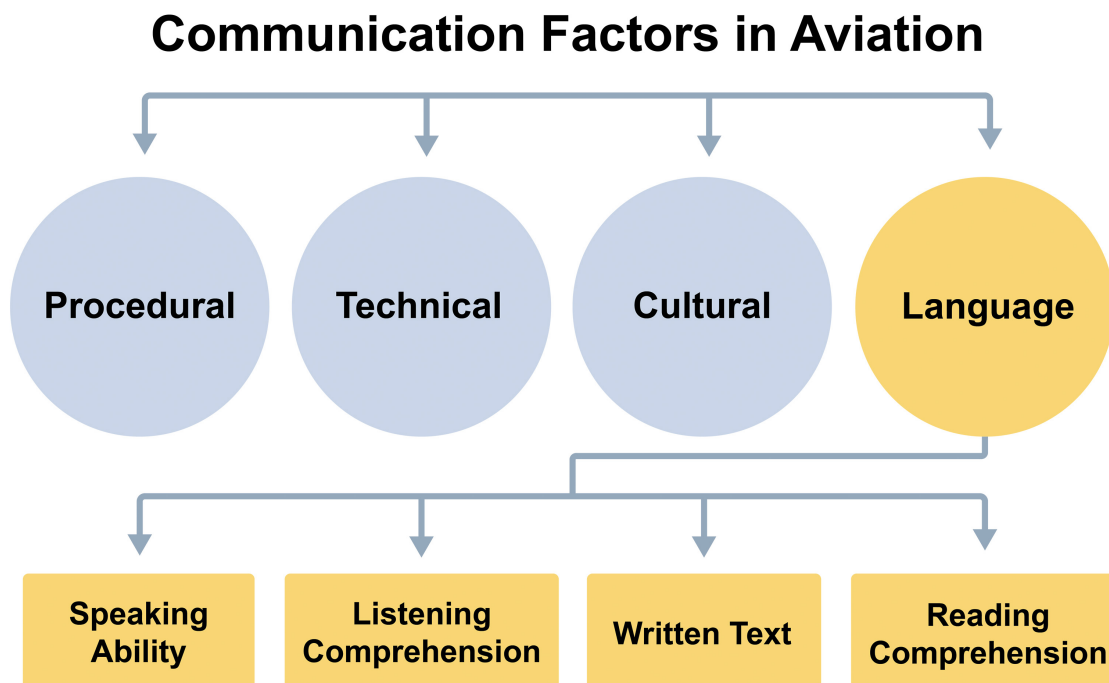 Communication Factors in Aviation
Procedural
Technical
Cultural
Language
Speaking
Ability
Listening
Comprehension
Written Text
Reading
Comprehension